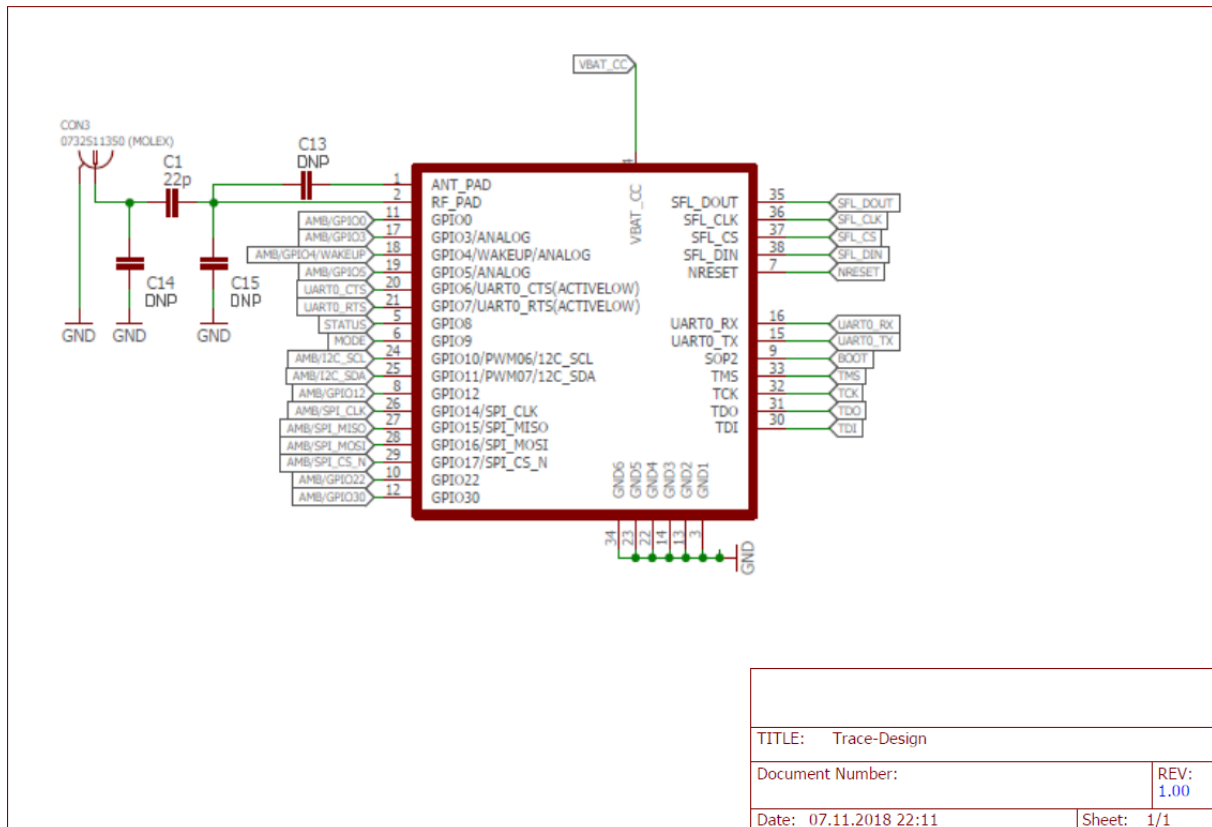 VBAT_CC
CON3
0732511350 (MOLEX)
C1
22p
C13
DNP
C14
DNP
C15
DNP
GND
GND
GND
AMB/GPIO0
AMB/GPIO3
AMB/GPIO4/WAKEUP
AMB/GPIO5
UART0_CTS
UART0_RTS
STATUS
MODE
AMB/I2C_SCL
AMB/I2C_SDA
AMB/GPIO12
AMB/SPI_CLK
AMB/SPI_MISO
AMB/SPI_MOSI
AMB/SPI_CS_N
AMB/GPIO22
AMB/GPIO30
1
2
11
17
18
19
20
21
5
6
24
25
8
26
27
28
29
10
12
ANT_PAD
RF_PAD
GPIO0
GPIO3/ANALOG
GPIO4/WAKEUP/ANALOG
GPIO5/ANALOG
GPIO6/UART0_CTS(ACTIVELOW)
GPIO7/UART0_RTS(ACTIVELOW)
GPIO8
GPIO9
GPIO10/PWM06/12C_SCL
GPIO11/PWM07/12C_SDA
GPIO12
GPIO14/SPI_CLK
GPIO15/SPI_MISO
GPIO16/SPI_MOSI
GPIO17/SPI_CS_N
GPIO22
GPIO30
4
VBAT_CC
SFL_DOUT
SFL_CLK
SFL_CS
SFL_DIN
NRESET
UART0_RX
UART0_TX
SOP2
TMS
TCK
TDO
TDI
35
36
37
38
7
16
15
9
33
32
31
30
SFL_DOUT
SFL_CLK
SFL_CS
SFL_DIN
NRESET
UART0_RX
UART0_TX
BOOT
TMS
TCK
TDO
TDI
GND6
GND5
GND4
GND3
GND2
GND1
34
23
22
14
13
3
GND
TITLE: Trace-Design
Document Number:
REV:
1.00
Date: 07.11.2018 22:11
Sheet: 1/1